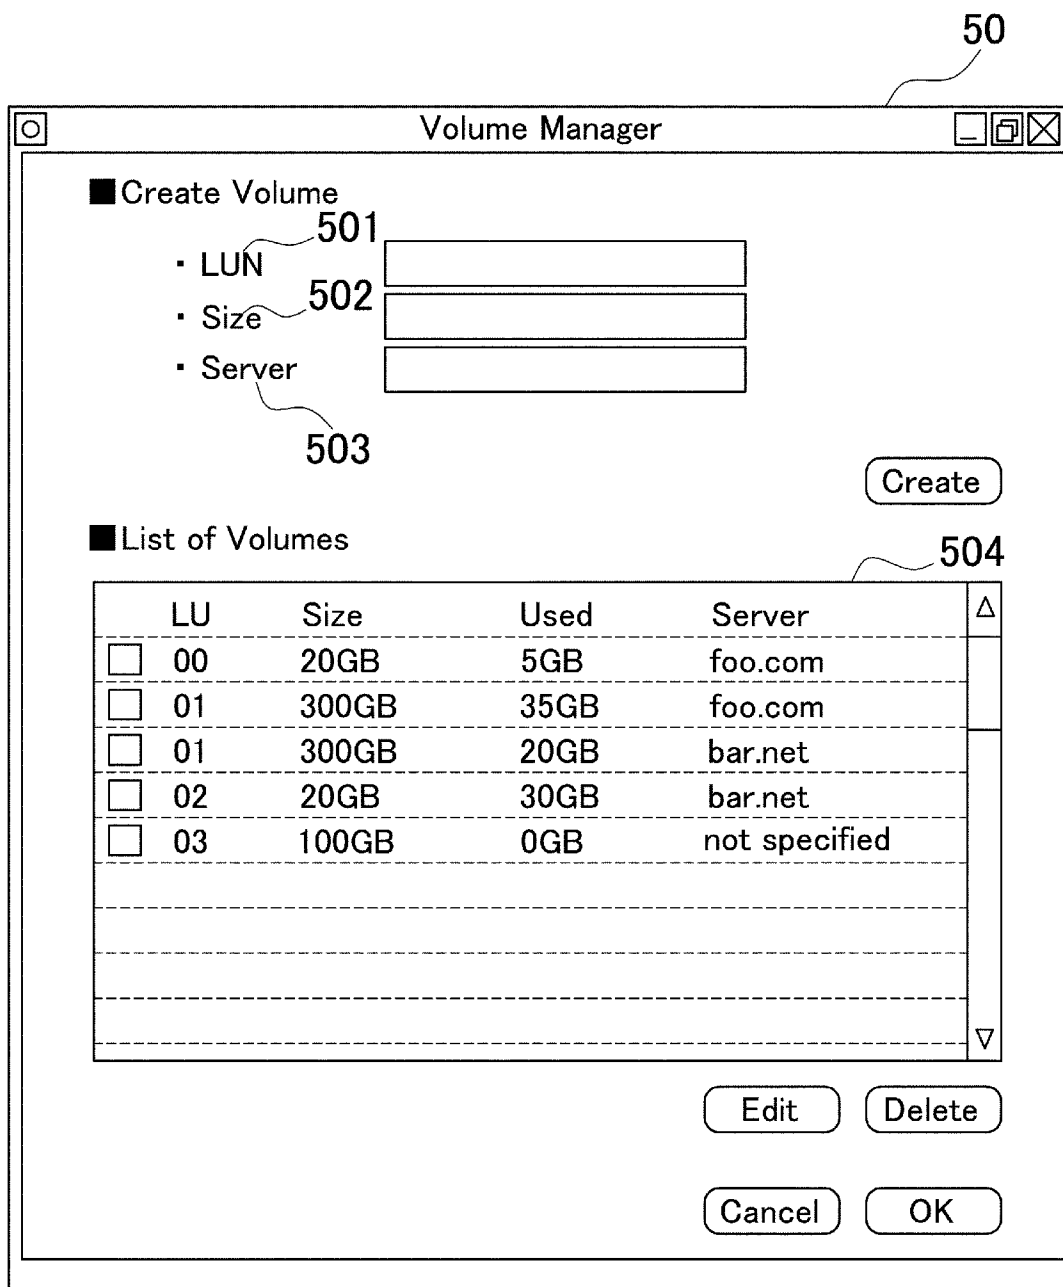 50
Volume Manager
■Create Volume
501
・LUN
502
・Size
・Server
503
Create
■List of Volumes
504
LU Size Used Server
00 20GB 5GB foo.com
01 300GB 35GB foo.com
01 300GB 20GB bar.net
02 20GB 30GB bar.net
03 100GB 0GB not specified
Edit Delete
Cancel OK